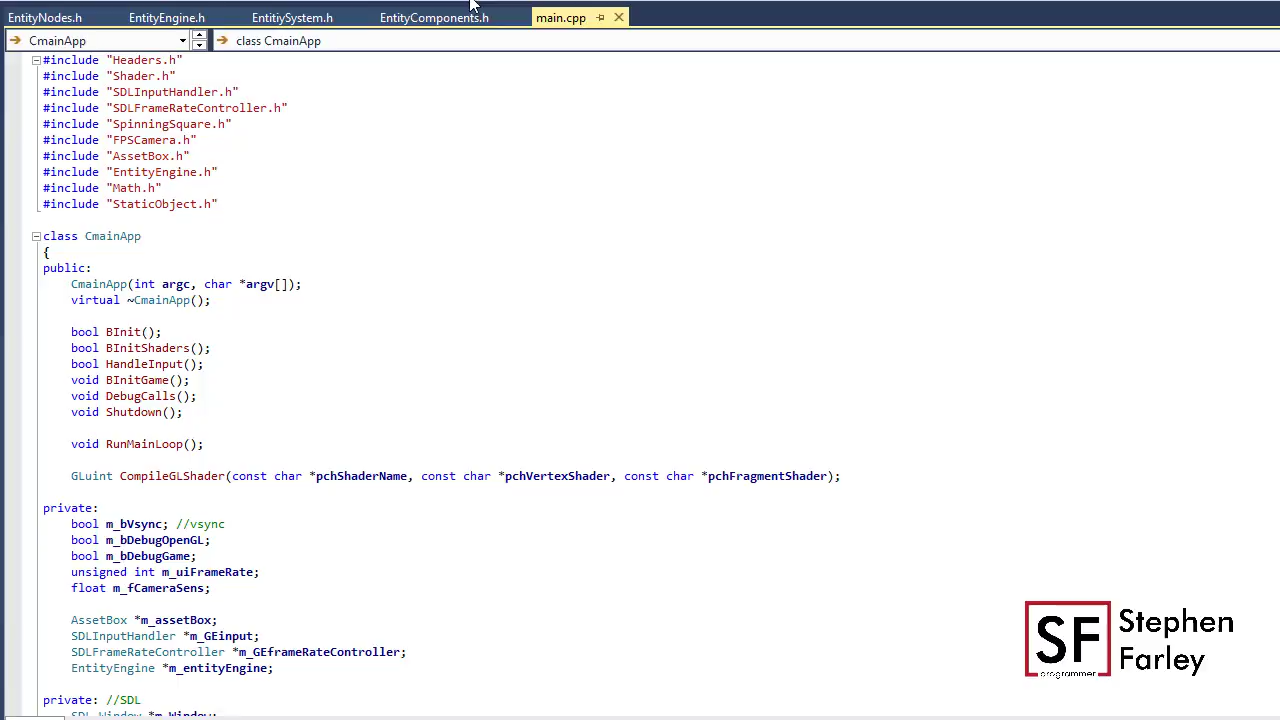 EntityNodes.h EntityEngine.h EntitiySystem.h EntityComponents.h main.cpp
CmainApp class CmainApp
#include "Headers.h"
#include "Shader.h"
#include "SDLInputHandler.h"
#include "SDLFrameRateController.h"
#include "SpinningSquare.h"
#include "FPSCamera.h"
#include "AssetBox.h"
#include "EntityEngine.h"
#include "Math.h"
#include "StaticObject.h"
class CmainApp
{
public:
CmainApp(int argc, char *argv[]);
virtual ~CmainApp();
bool BInit();
bool BInitShaders();
bool HandleInput();
void BInitGame();
void DebugCalls();
void Shutdown();
void RunMainLoop();
GLuint CompileGLShader(const char *pchShaderName, const char *pchVertexShader, const char *pchFragmentShader);
private:
bool m_bVsync; //vsync
bool m_bDebugOpenGL;
bool m_bDebugGame;
unsigned int m_uiFrameRate;
float m_fCameraSens;
AssetBox *m_assetBox;
SDLInputHandler *m_GEinput;
SDLFrameRateController *m_GEframeRateController;
EntityEngine *m_entityEngine;
private: //SDL
SDL_Window *m_Window;
SF
programmer
Stephen
Farley